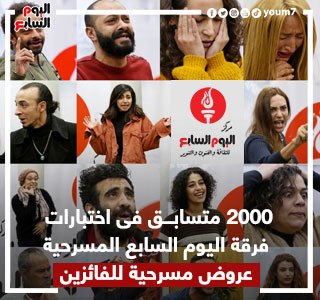 اليوم السابع
youm7
مركز
اليوم السابع
للثقافة والفنون والتنوير
2000 متسابق فى اختبارات
فرقة اليوم السابع المسرحية
عروض مسرحية للفائزين